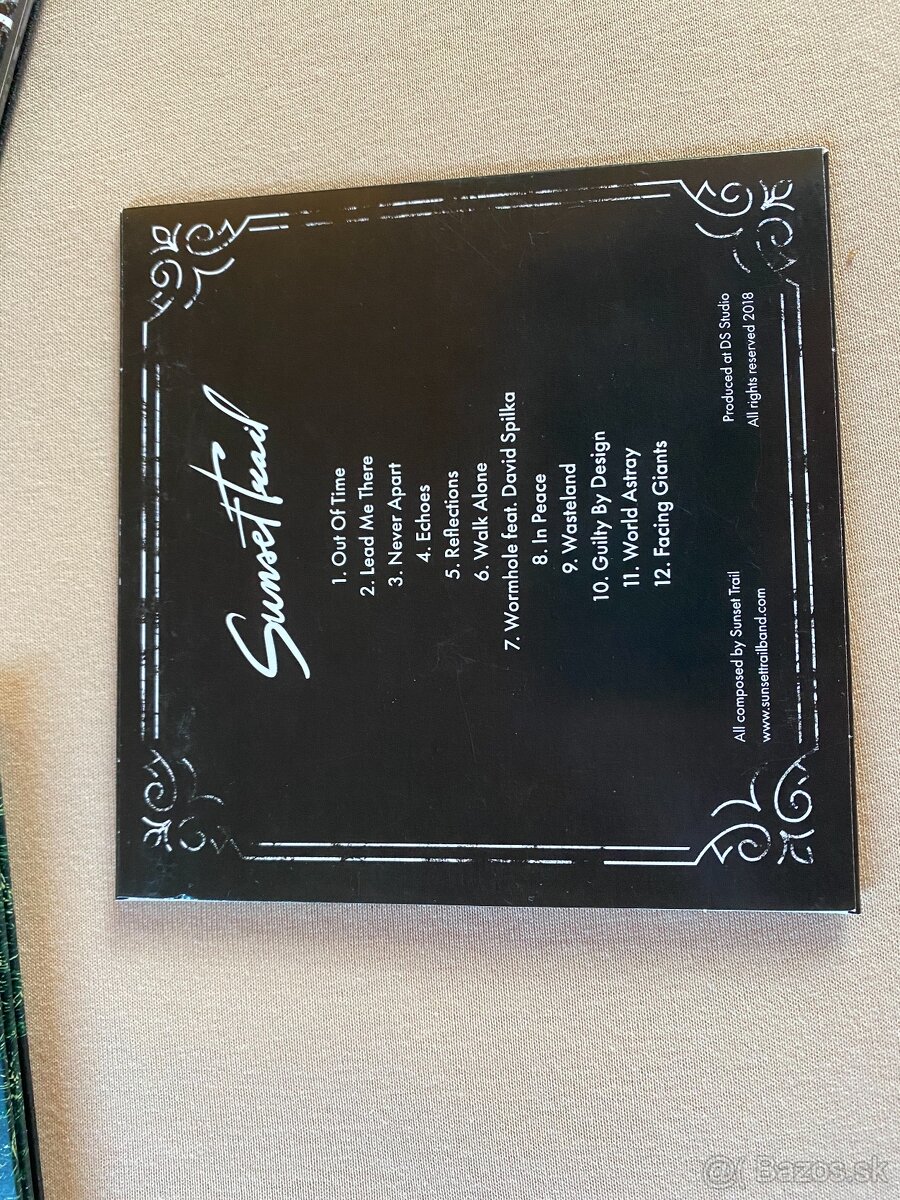 Sunset Trail
1. Out Of Time
2. Lead Me There
3. Never Apart
4. Echoes
5. Reflections
6. Walk Alone
7. Wormhole feat. David Spilka
8. In Peace
9. Wasteland
10. Guilty By Design
11. World Astray
12. Facing Giants
All composed by Sunset Trail
www.sunsettrailband.com
Produced at DS Studio
All rights reserved 2018
Bazos.sk